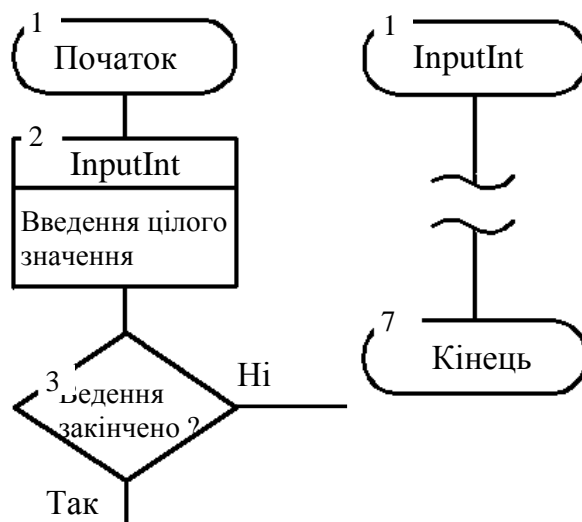 1
Початок
2
InputInt
Введення цілого
значення
3
Ведення
закінчено ?
Ні
Так
1
InputInt
7
Кінець